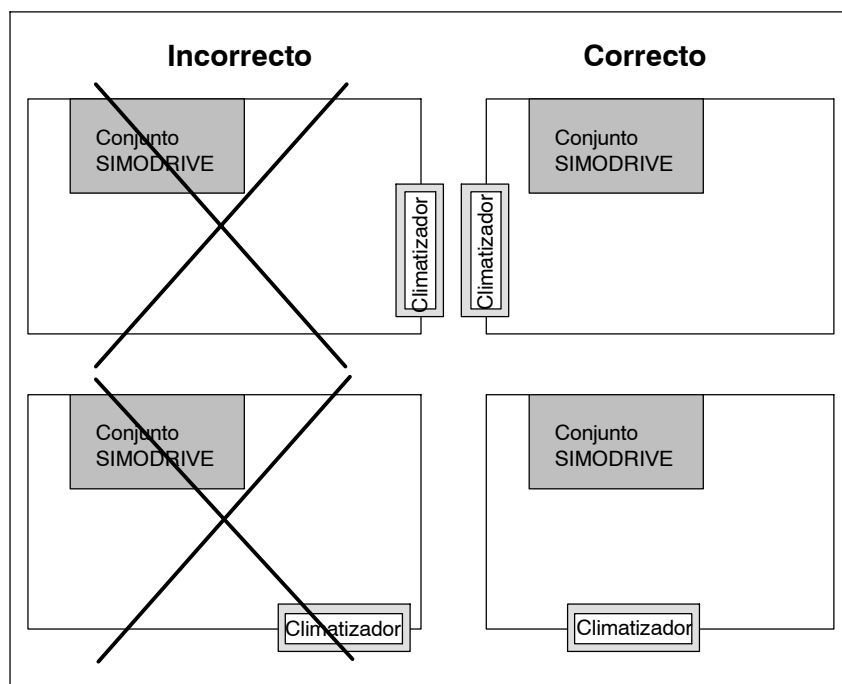 Incorrecto
Correcto
Conjunto
SIMODRIVE
Climatizador
Climatizador
Conjunto
SIMODRIVE
Conjunto
SIMODRIVE
Climatizador
Conjunto
SIMODRIVE
Climatizador